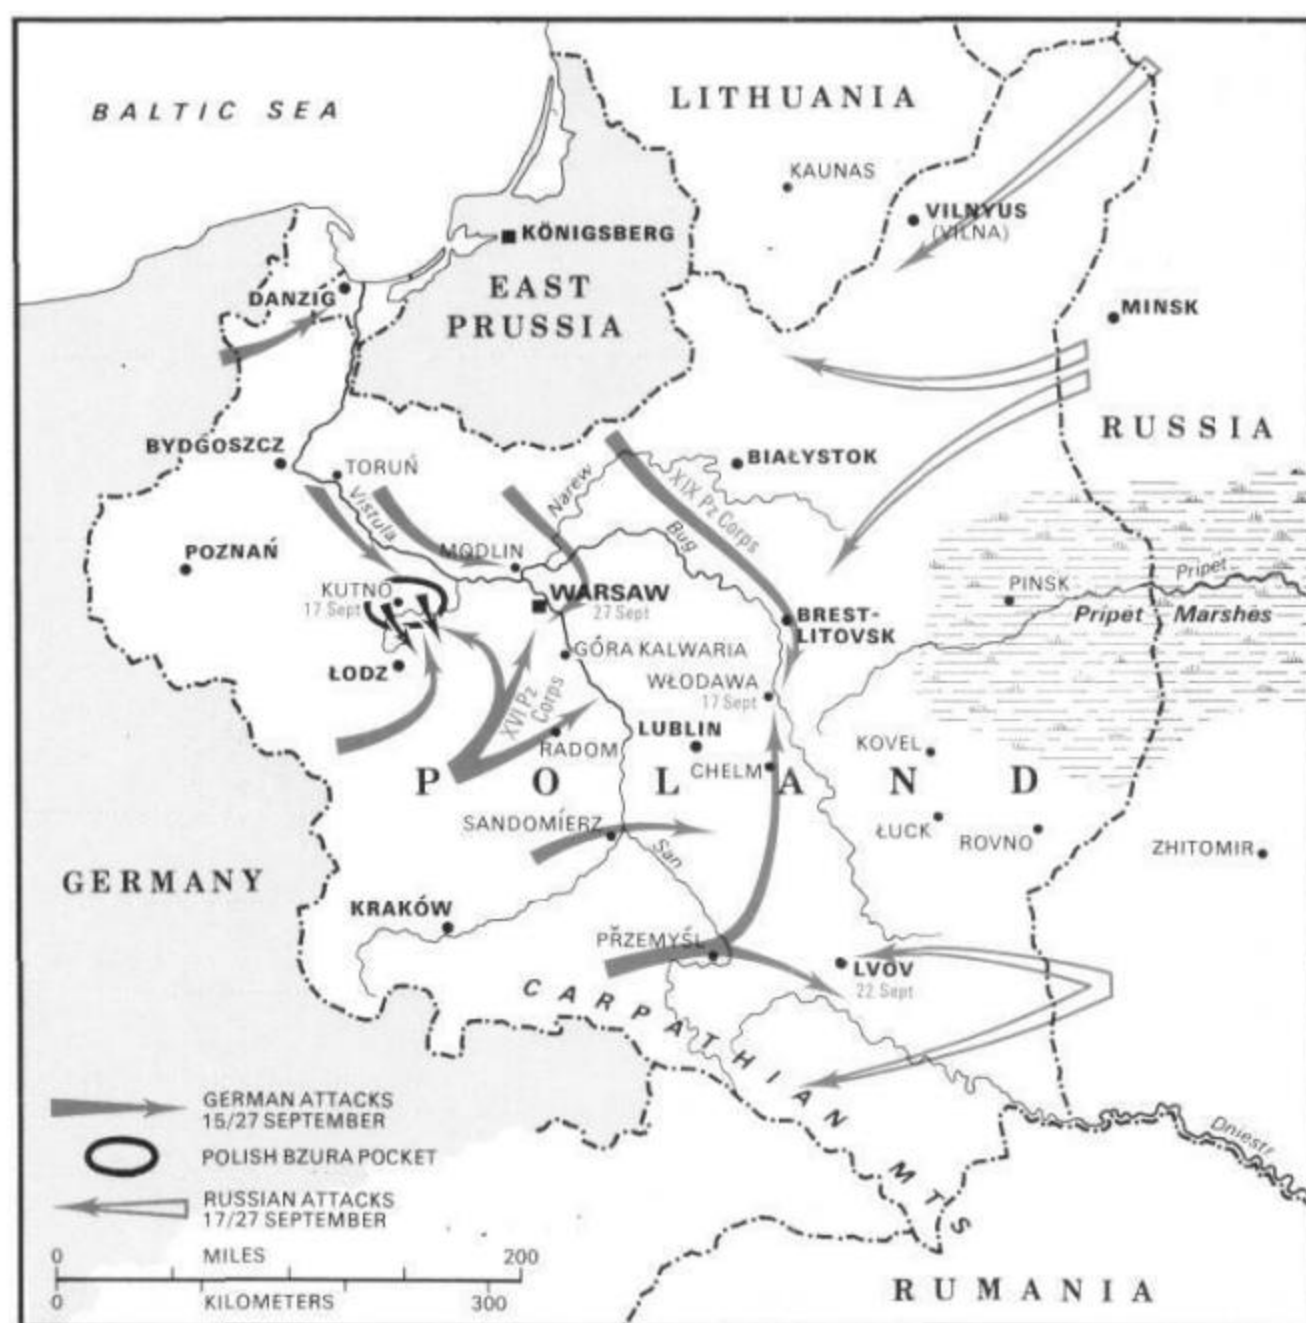 BALTIC SEA
LITHUANIA
KAUNAS
VILNYUS
(VILNA)
KÖNIGSBERG
DANZIG
EAST
PRUSSIA
MINSK
RUSSIA
BYDGOSZCZ
TORUŃ
Vistula
Narew
XIX Pz Corps
BIAŁYSTOK
POZNAŃ
MODLIN
Bug
KUTNO
17 Sept
WARSAW
27 Sept
BREST-
LITOVSK
PINSK
Pripet
Pripet Marshes
ŁODZ
GÓRA KALWARIA
WŁODAWA
17 Sept
XVI Pz
Corps
RADOM
LUBLIN
CHELM
KOVEL
POLAND
SANDOMÍERZ
San
ŁUCK
ROVNO
ZHITOMIR
GERMANY
KRAKÓW
PŘZEMYŚL
LVOV
22 Sept
CARPATHIAN MTS
Dniestr
GERMAN ATTACKS
15/27 SEPTEMBER
POLISH BZURA POCKET
RUSSIAN ATTACKS
17/27 SEPTEMBER
0 MILES 200
0 KILOMETERS 300
RUMANIA